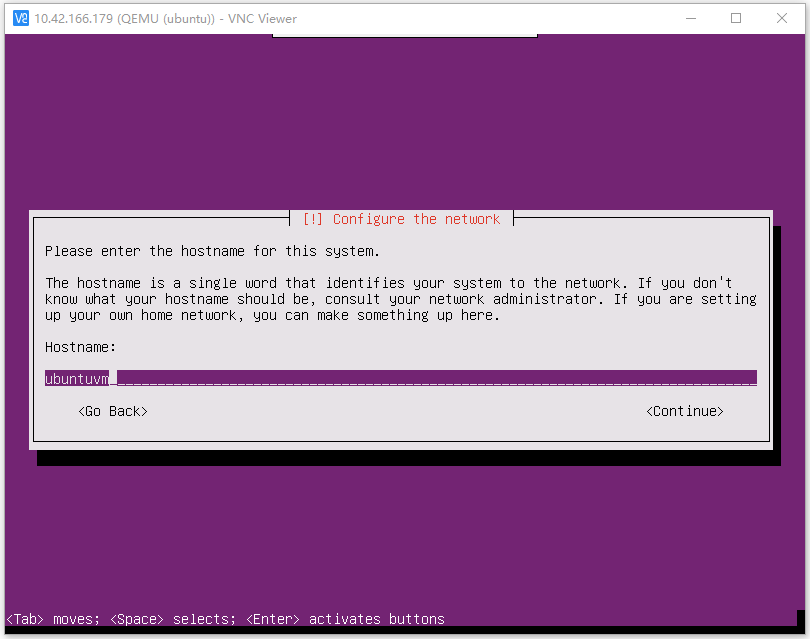 VE 10.42.166.179 (QEMU (ubuntu)) - VNC Viewer
[!] Configure the network
Please enter the hostname for this system.
The hostname is a single word that identifies your system to the network. If you don't
know what your hostname should be, consult your network administrator. If you are setting
up your own home network, you can make something up here.
Hostname:
ubuntuvm
<Go Back> <Continue>
<Tab> moves; <Space> selects; <Enter> activates buttons